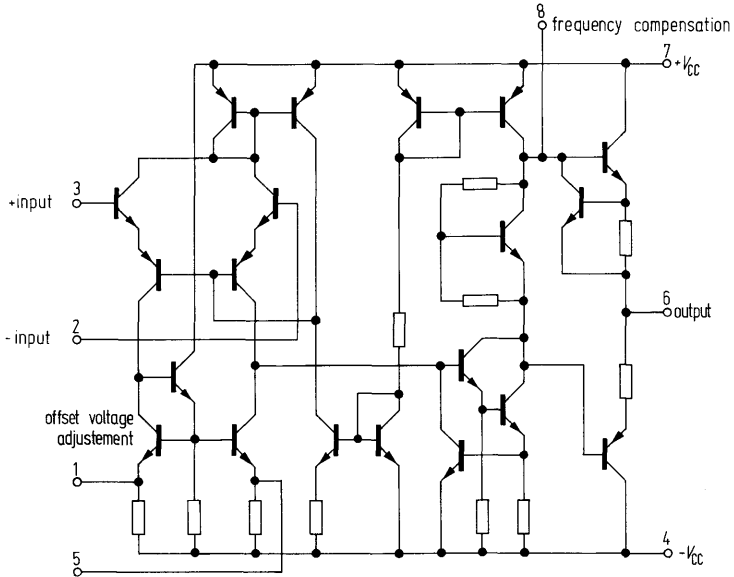 8
frequency compensation
7
+VCC
3
+input
6
output
2
-input
offset voltage
adjustement
1
4
-VCC
5